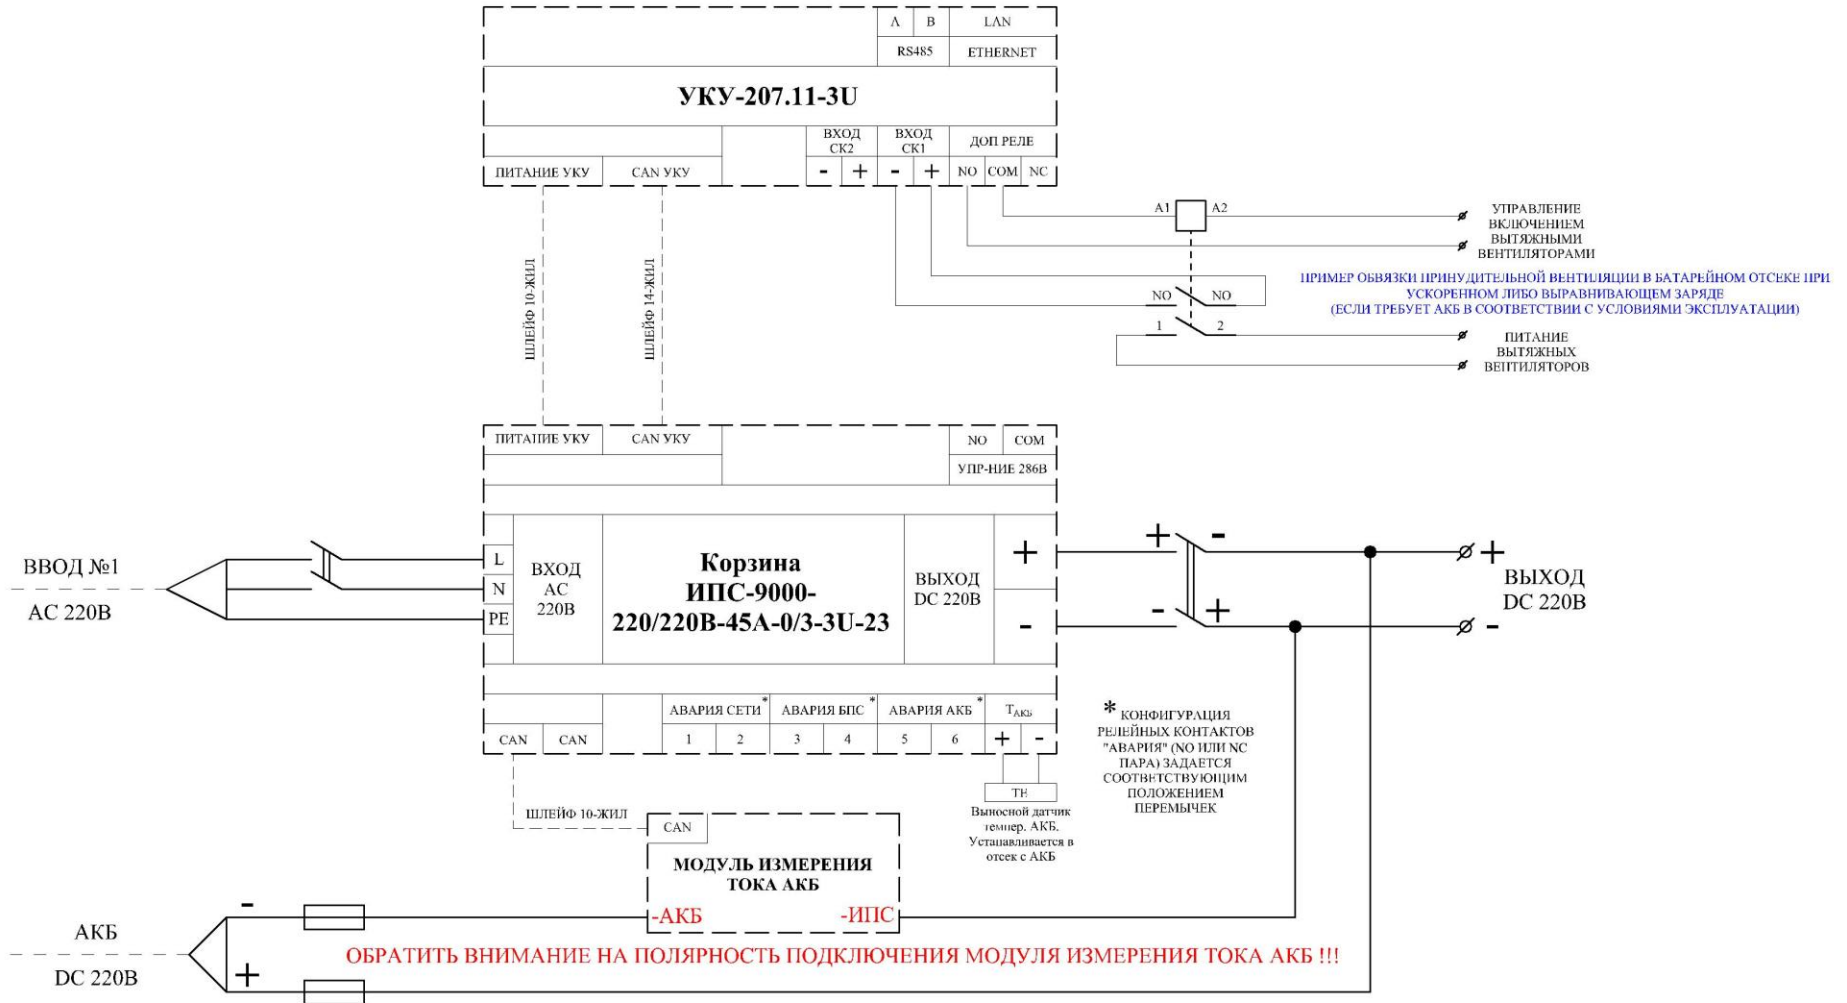 A B LAN
RS485 ETHERNET
УКУ-207.11-3U
ВХОД
СК2
ВХОД
СК1
ДОП РЕЛЕ
ПИТАНИЕ УКУ CAN УКУ - + - + NO COM NC
A1 A2
УПРАВЛЕНИЕ
ВКЛЮЧЕНИЕМ
ВЫТЯЖНЫМИ
ВЕНТИЛЯТОРАМИ
ШЛЕЙФ 10-ЖИЛ
ШЛЕЙФ 14-ЖИЛ
ПРИМЕР ОБВЯЗКИ ПРИНУДИТЕЛЬНОЙ ВЕНТИЛЯЦИИ В БАТАРЕЙНОМ ОТСЕКЕ ПРИ
УСКОРЕННОМ ЛИБО ВЫРАВНИВАЮЩЕМ ЗАРЯДЕ
(ЕСЛИ ТРЕБУЕТ АКБ В СООТВЕТСТВИИ С УСЛОВИЯМИ ЭКСПЛУАТАЦИИ)
NO NO
1 2
ПИТАНИЕ
ВЫТЯЖНЫХ
ВЕНТИЛЯТОРОВ
ПИТАНИЕ УКУ CAN УКУ NO COM
УПР-НИЕ 286В
ВВОД №1
AC 220В
L
N
PE
ВХОД
AC
220В
Корзина
ИПС-9000-
220/220В-45А-0/3-3U-23
ВЫХОД
DC 220В
+
-
+ -
- +
+
-
ВЫХОД
DC 220В
АВАРИЯ СЕТИ* АВАРИЯ БПС* АВАРИЯ АКБ* TАКБ
CAN CAN 1 2 3 4 5 6 + -
* КОНФИГУРАЦИЯ
РЕЛЕЙНЫХ КОНТАКТОВ
"АВАРИЯ" (NO ИЛИ NC
ПАРА) ЗАДАЕТСЯ
СООТВЕТСТВУЮЩИМ
ПОЛОЖЕНИЕМ
ПЕРЕМЫЧЕК
ТН
Выносной датчик
темпер. АКБ.
Устанавливается в
отсек с АКБ
ШЛЕЙФ 10-ЖИЛ
CAN
МОДУЛЬ ИЗМЕРЕНИЯ
ТОКА АКБ
-АКБ -ИПС
АКБ
DC 220В
-
+
ОБРАТИТЬ ВНИМАНИЕ НА ПОЛЯРНОСТЬ ПОДКЛЮЧЕНИЯ МОДУЛЯ ИЗМЕРЕНИЯ ТОКА АКБ !!!